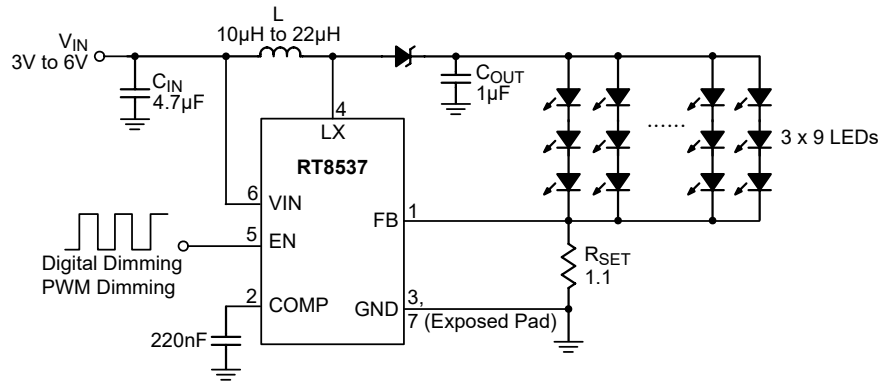 L
10µH to 22µH
V_IN
3V to 6V
C_IN
4.7µF
C_OUT
1µF
4
LX
RT8537
......
3 x 9 LEDs
6
VIN
FB
1
5
EN
Digital Dimming
PWM Dimming
R_SET
1.1
2
COMP
GND
3,
7 (Exposed Pad)
220nF